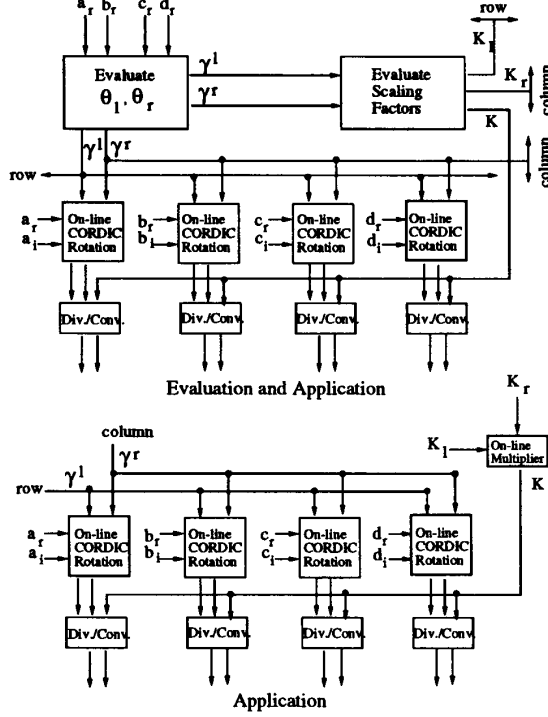 a_r b_r c_r d_r
row
K_l
Evaluate
θ_l, θ_r
γ^l
γ^r
Evaluate
Scaling
Factors
K_r
column
K
γ^l γ^r
column
row
a_r
a_i
On-line
CORDIC
Rotation
b_r
b_i
On-line
CORDIC
Rotation
c_r
c_i
On-line
CORDIC
Rotation
d_r
d_i
On-line
CORDIC
Rotation
Div./Conv.
Div./Conv.
Div./Conv.
Div./Conv.
Evaluation and Application
K_r
column
γ^r
K_l
On-line
Multiplier
K
γ^l
row
a_r
a_i
On-line
CORDIC
Rotation
b_r
b_i
On-line
CORDIC
Rotation
c_r
c_i
On-line
CORDIC
Rotation
d_r
d_i
On-line
CORDIC
Rotation
Div./Conv.
Div./Conv.
Div./Conv.
Div./Conv.
Application